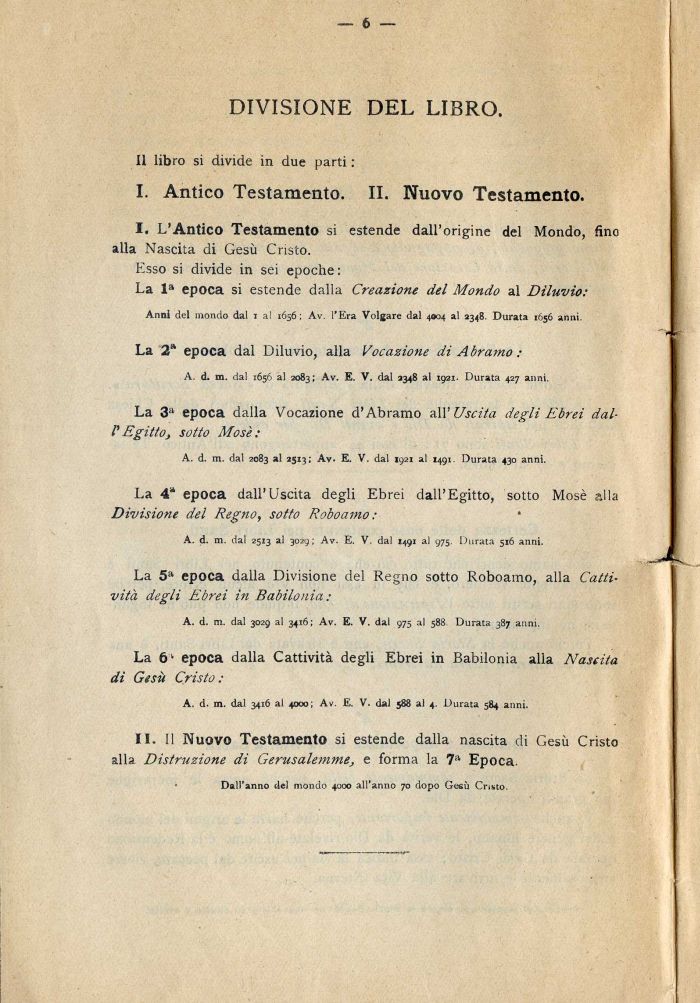 — 6 —
DIVISIONE DEL LIBRO.
Il libro si divide in due parti:
I. Antico Testamento. II. Nuovo Testamento.
I. L'Antico Testamento si estende dall'origine del Mondo, fino
alla Nascita di Gesù Cristo.
Esso si divide in sei epoche:
La 1ª epoca si estende dalla Creazione del Mondo al Diluvio:
Anni del mondo dal 1 al 1656; Av. l'Era Volgare dal 4004 al 2348. Durata 1656 anni.
La 2ª epoca dal Diluvio, alla Vocazione di Abramo:
A. d. m. dal 1656 al 2083; Av. E. V. dal 2348 al 1921. Durata 427 anni.
La 3ª epoca dalla Vocazione d'Abramo all'Uscita degli Ebrei dal-
l'Egitto, sotto Mosè:
A. d. m. dal 2083 al 2513; Av. E. V. dal 1921 al 1491. Durata 430 anni.
La 4ª epoca dall'Uscita degli Ebrei dall'Egitto, sotto Mosè alla
Divisione del Regno, sotto Roboamo:
A. d. m. dal 2513 al 3029; Av. E. V. dal 1491 al 975. Durata 516 anni.
La 5ª epoca dalla Divisione del Regno sotto Roboamo, alla Catti-
vità degli Ebrei in Babilonia:
A. d. m. dal 3029 al 3416; Av. E. V. dal 975 al 588. Durata 387 anni.
La 6ª epoca dalla Cattività degli Ebrei in Babilonia alla Nascita
di Gesù Cristo:
A. d. m. dal 3416 al 4000; Av. E. V. dal 588 al 4. Durata 584 anni.
II. Il Nuovo Testamento si estende dalla nascita di Gesù Cristo
alla Distruzione di Gerusalemme, e forma la 7ª Epoca.
Dall'anno del mondo 4000 all'anno 70 dopo Gesù Cristo.